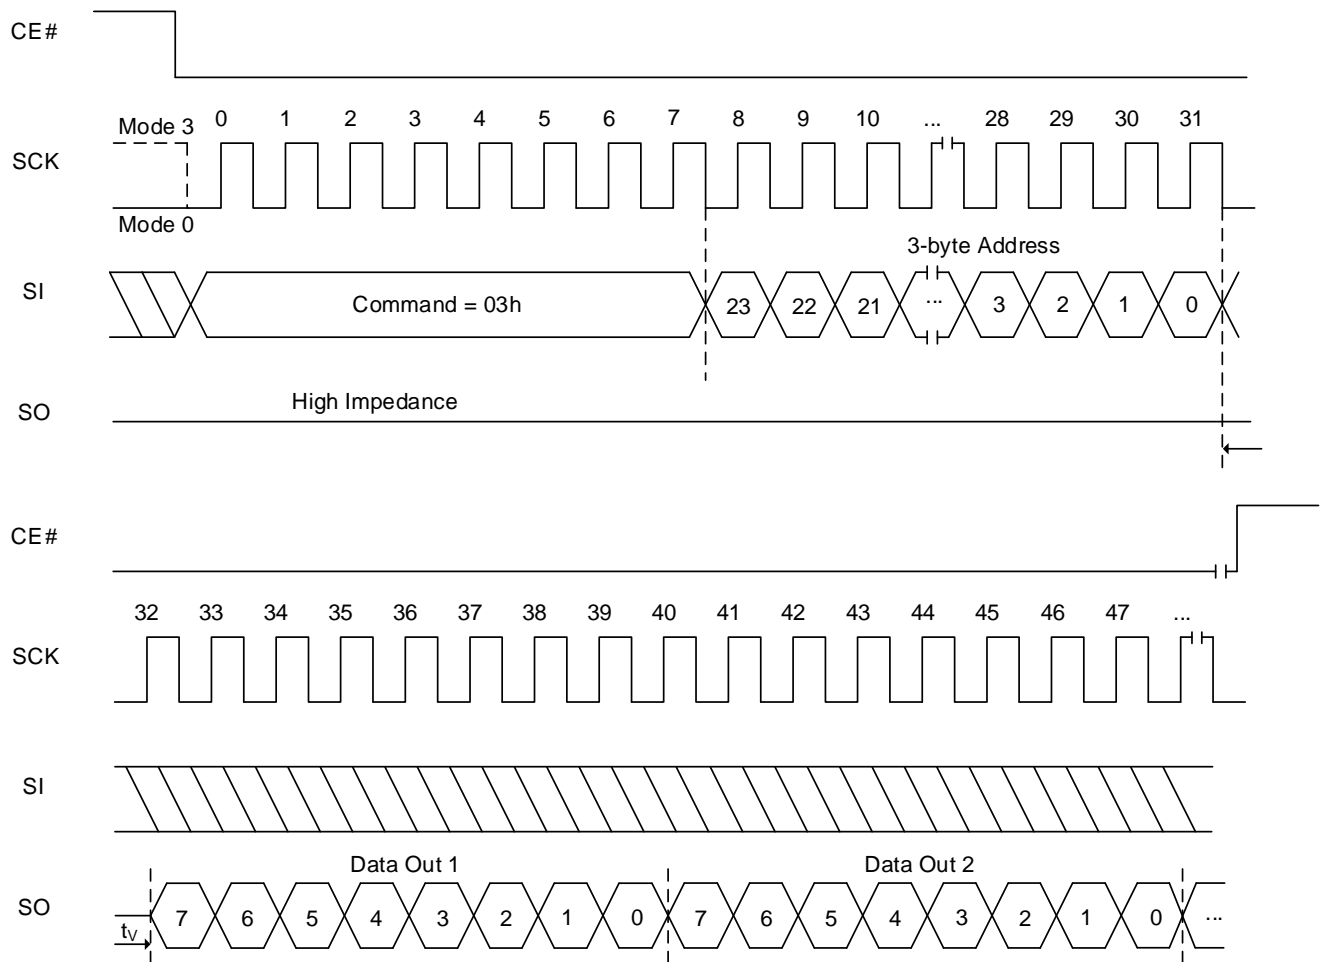 CE#
Mode 3 0 1 2 3 4 5 6 7 8 9 10 ... 28 29 30 31
SCK
Mode 0
3-byte Address
SI Command = 03h 23 22 21 ... 3 2 1 0
High Impedance
SO
CE#
32 33 34 35 36 37 38 39 40 41 42 43 44 45 46 47 ...
SCK
SI
Data Out 1 Data Out 2
SO 7 6 5 4 3 2 1 0 7 6 5 4 3 2 1 0 ...
tV